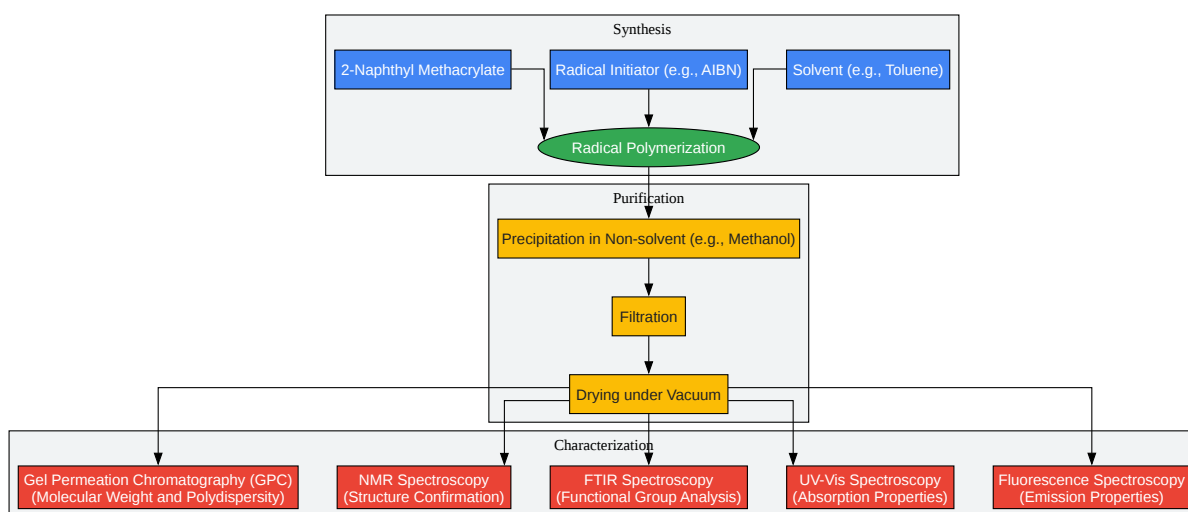 Synthesis
2-Naphthyl Methacrylate
Radical Initiator (e.g., AIBN)
Solvent (e.g., Toluene)
Radical Polymerization
Purification
Precipitation in Non-solvent (e.g., Methanol)
Filtration
Drying under Vacuum
Characterization
Gel Permeation Chromatography (GPC)
(Molecular Weight and Polydispersity)
NMR Spectroscopy
(Structure Confirmation)
FTIR Spectroscopy
(Functional Group Analysis)
UV-Vis Spectroscopy
(Absorption Properties)
Fluorescence Spectroscopy
(Emission Properties)